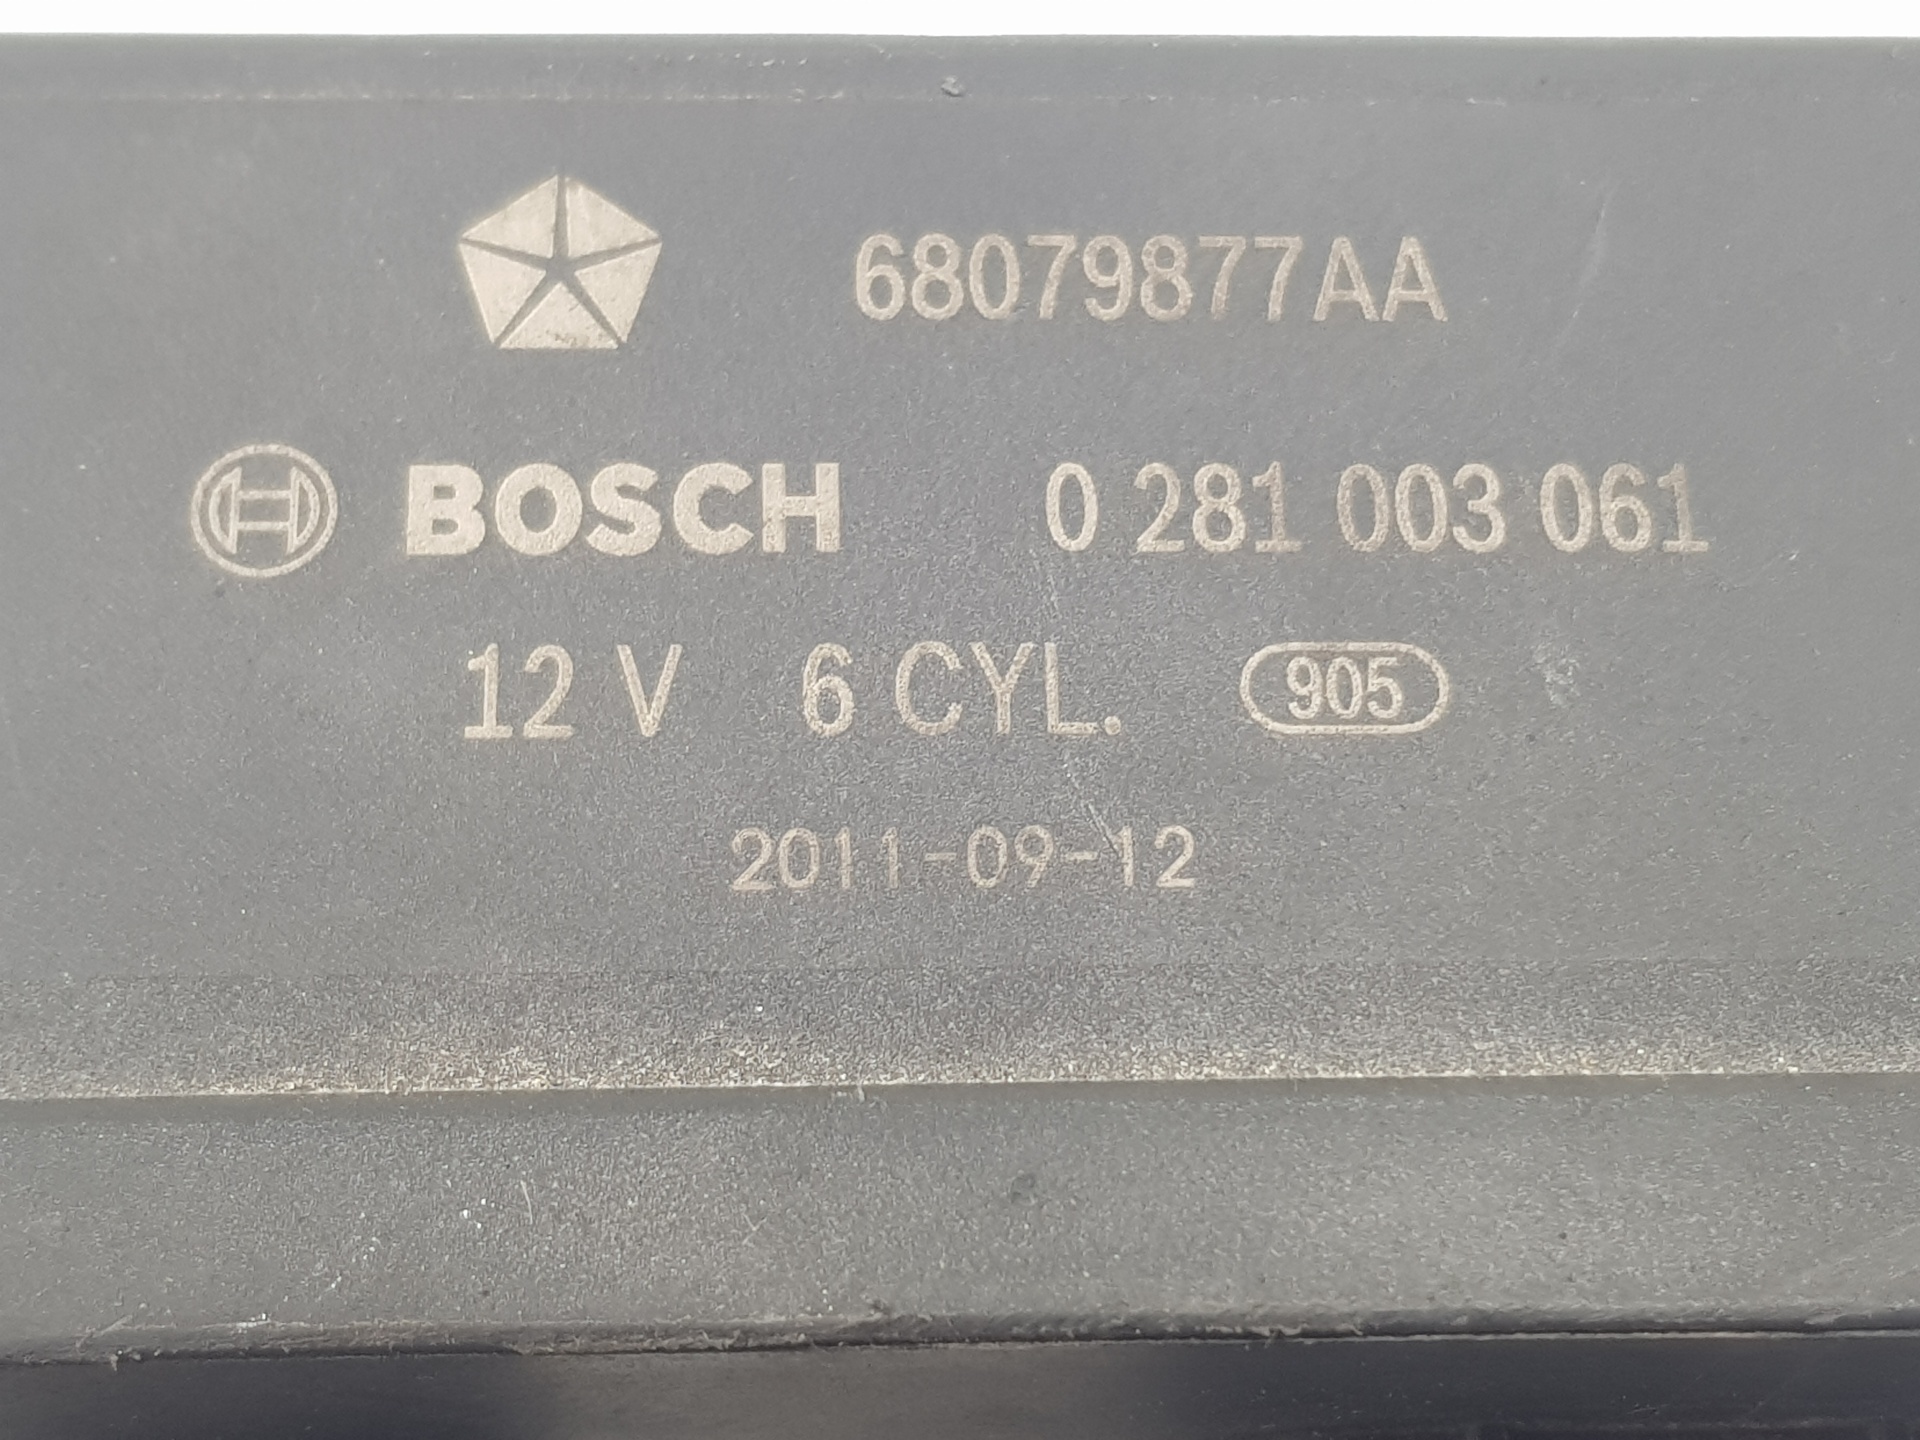 68079877AA
BOSCH 0 281 003 061
12 V 6 CYL. 905
2011-09-12